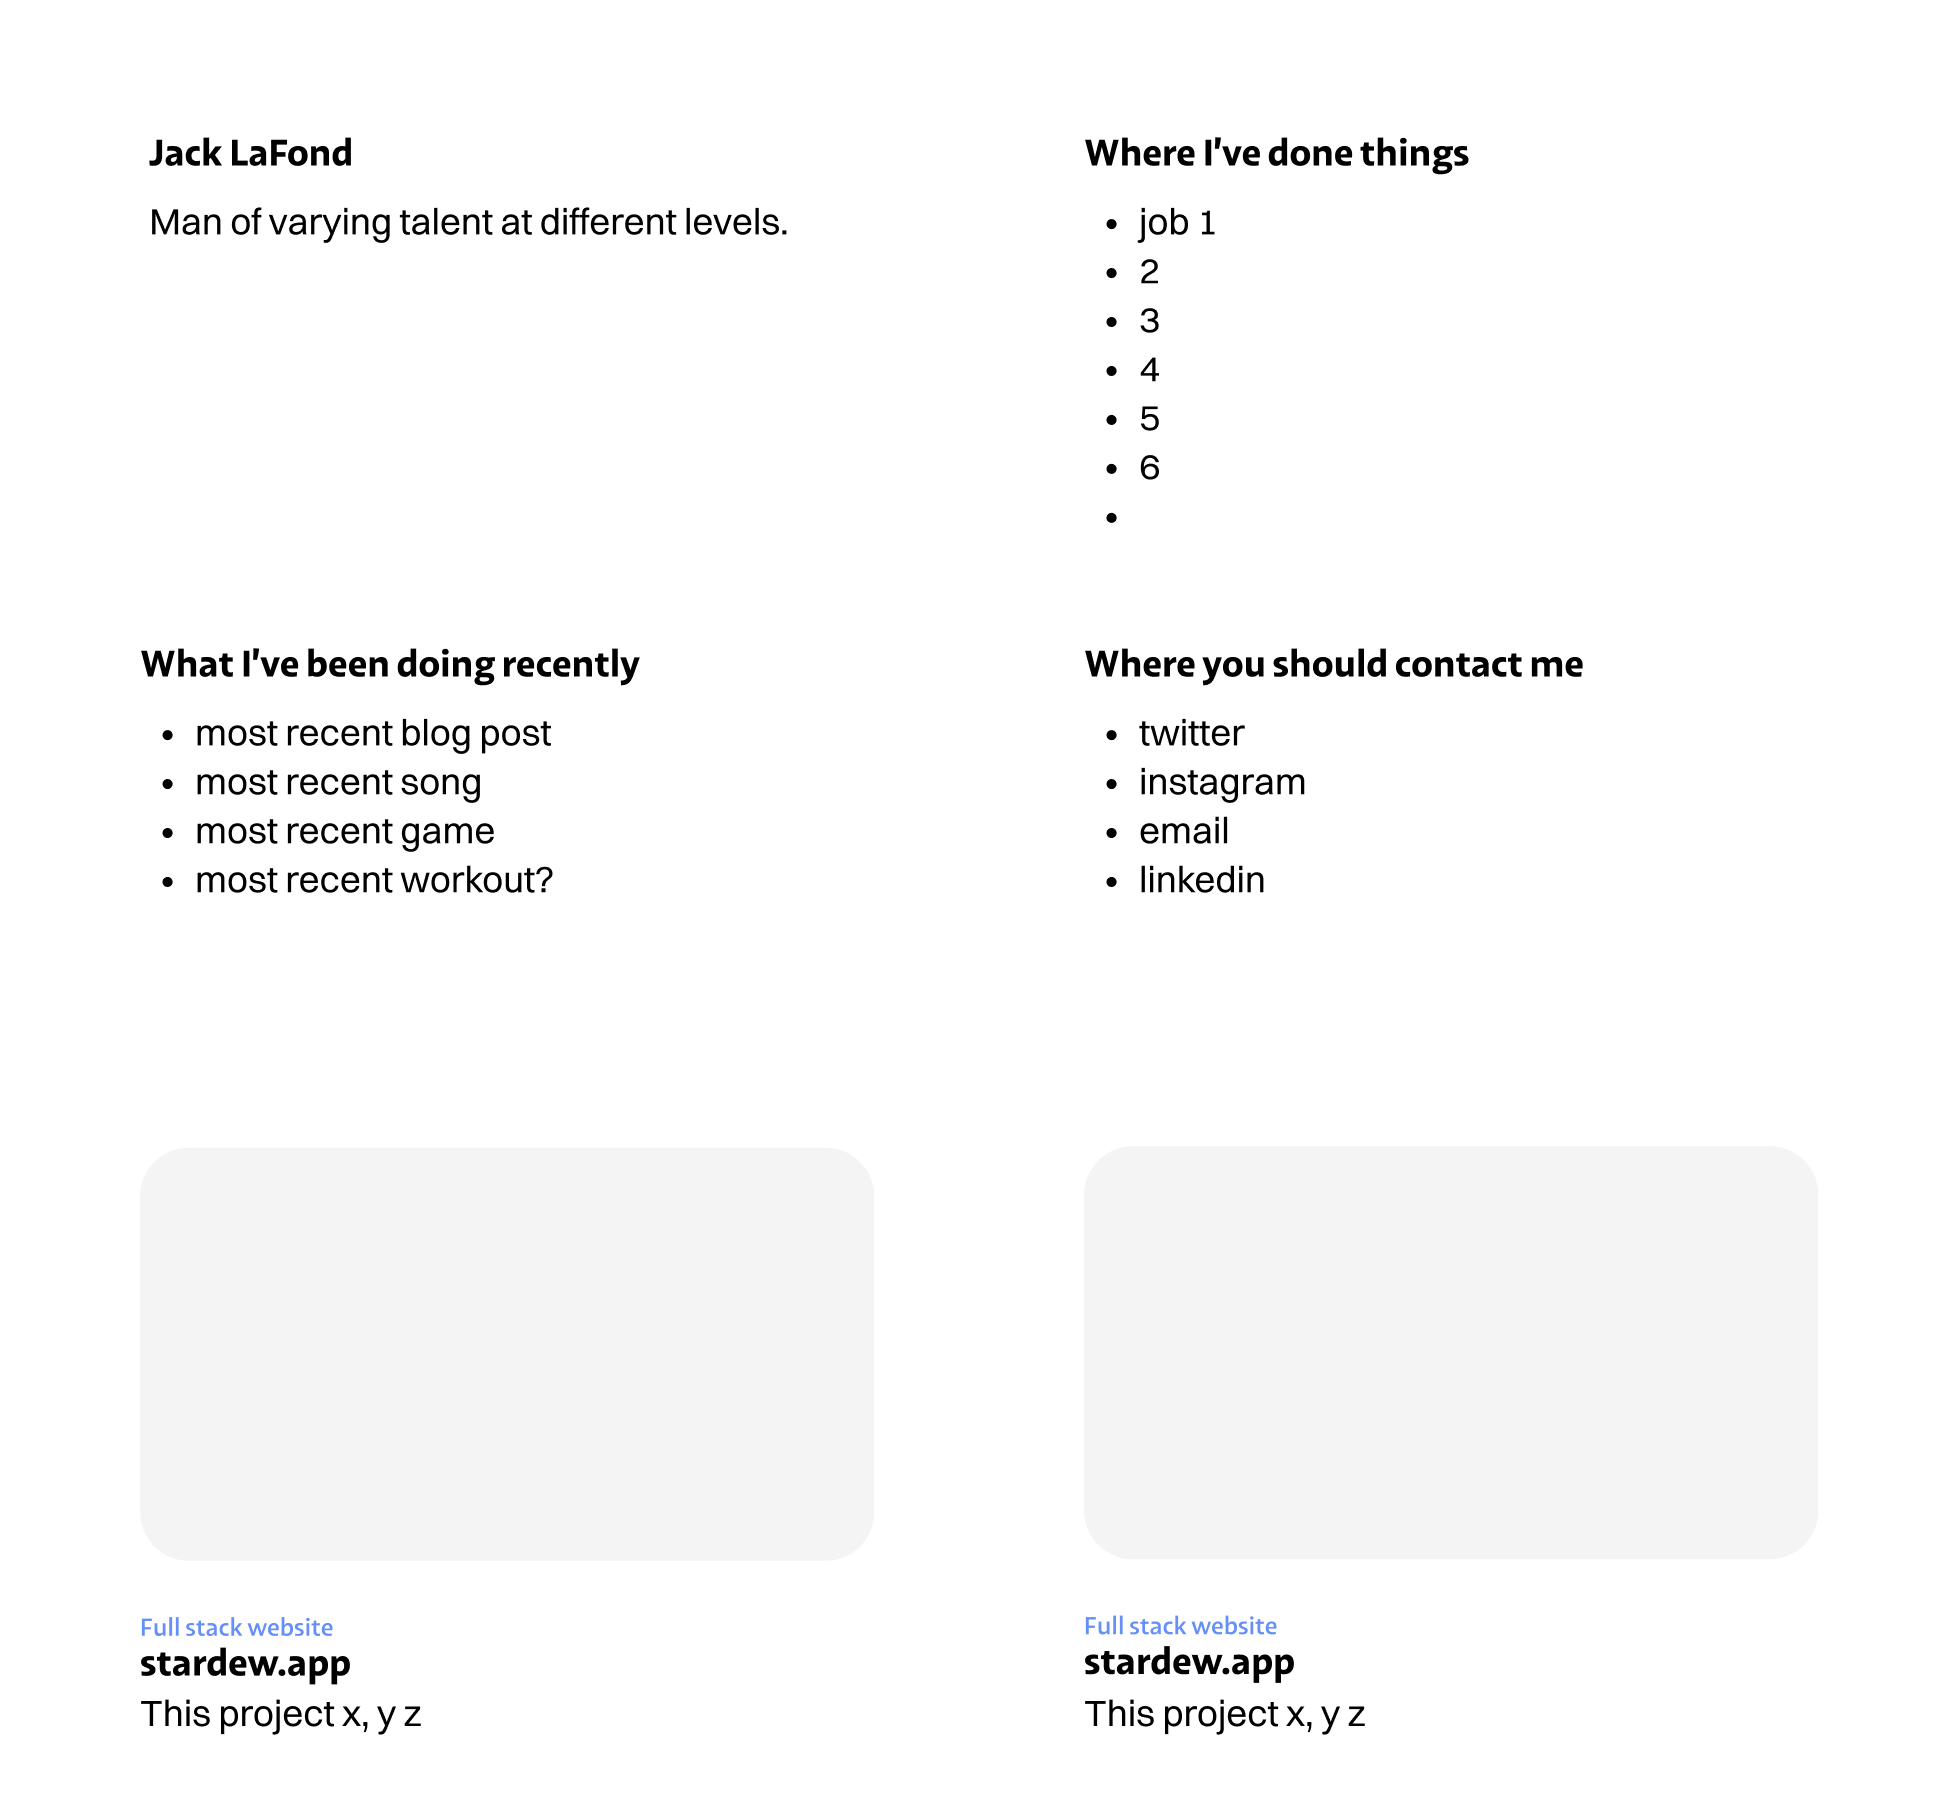 Jack LaFond
Man of varying talent at different levels.
Where I've done things
• job 1
• 2
• 3
• 4
• 5
• 6
•
What I've been doing recently
• most recent blog post
• most recent song
• most recent game
• most recent workout?
Where you should contact me
• twitter
• instagram
• email
• linkedin
Full stack website
stardew.app
This project x, y z
Full stack website
stardew.app
This project x, y z